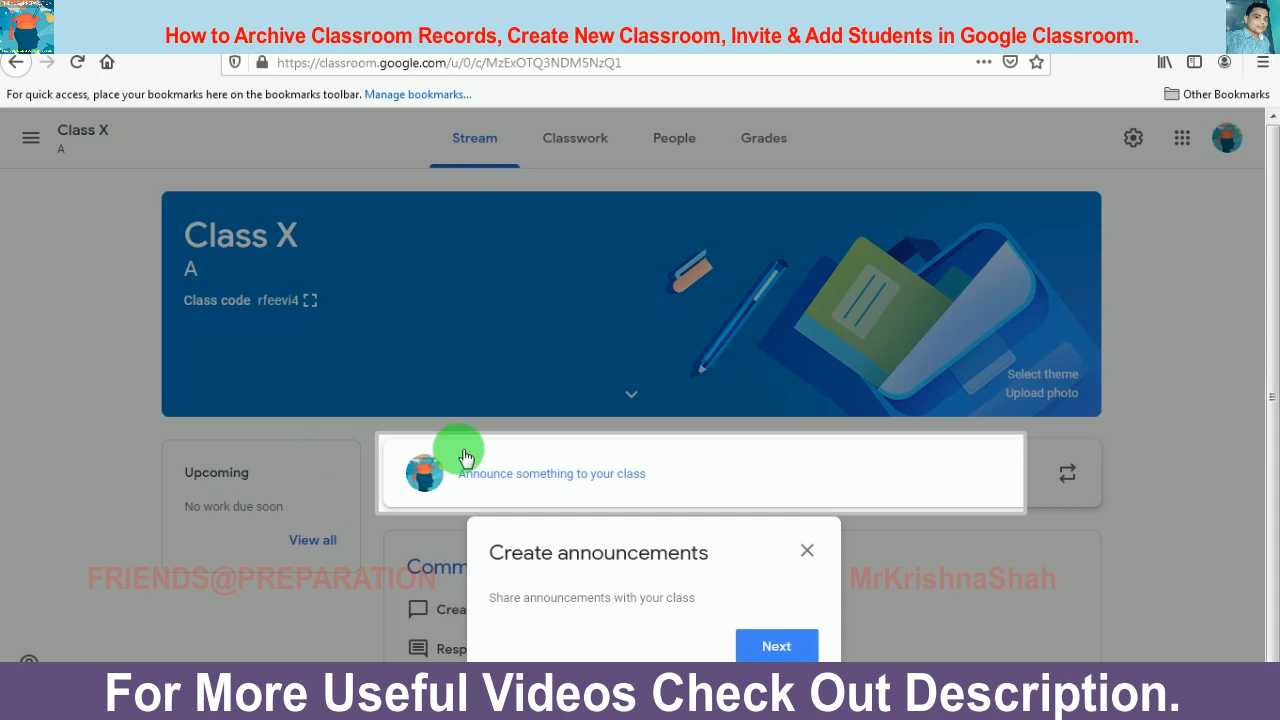 How to Archive Classroom Records, Create New Classroom, Invite & Add Students in Google Classroom.
https://classroom.google.com/u/0/c/MzExOTQ3NDM5NzQ1
For quick access, place your bookmarks here on the bookmarks toolbar. Manage bookmarks...
Other Bookmarks
Class X
A
Stream
Classwork
People
Grades
Class X
A
Class code rfeevi4
Select theme
Upload photo
Announce something to your class
Upcoming
No work due soon
View all
Create announcements
Share announcements with your class
Next
Comm
Crea
Resp
FRIENDS@PREPARATION
MrKrishnaShah
For More Useful Videos Check Out Description.